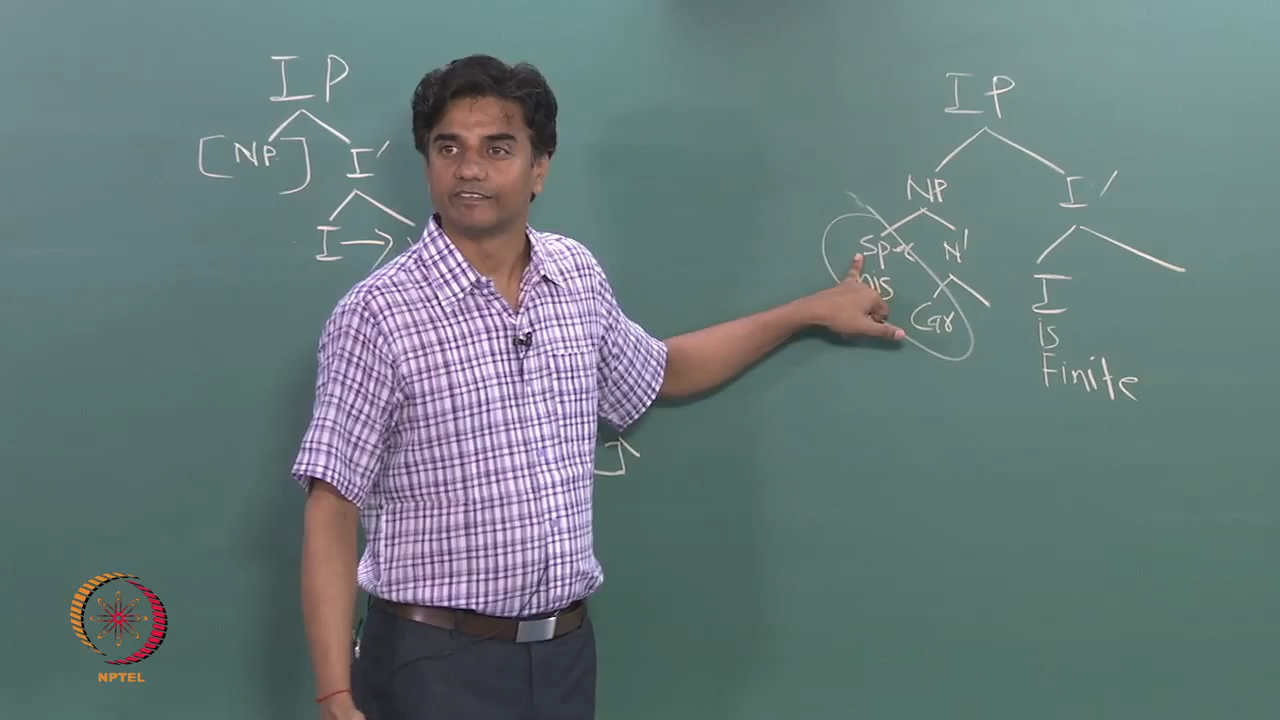 IP
[NP] I'
I →
IP
NP I'
Spec N'
his
Car
I
is
Finite
NPTEL